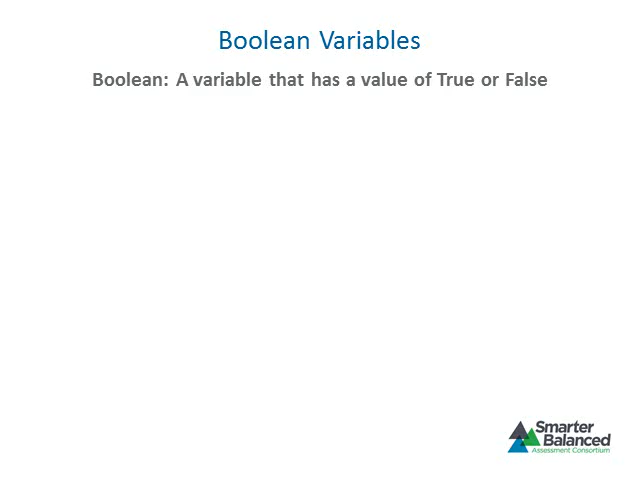 Boolean Variables
Boolean: A variable that has a value of True or False
Smarter
Balanced
Assessment Consortium